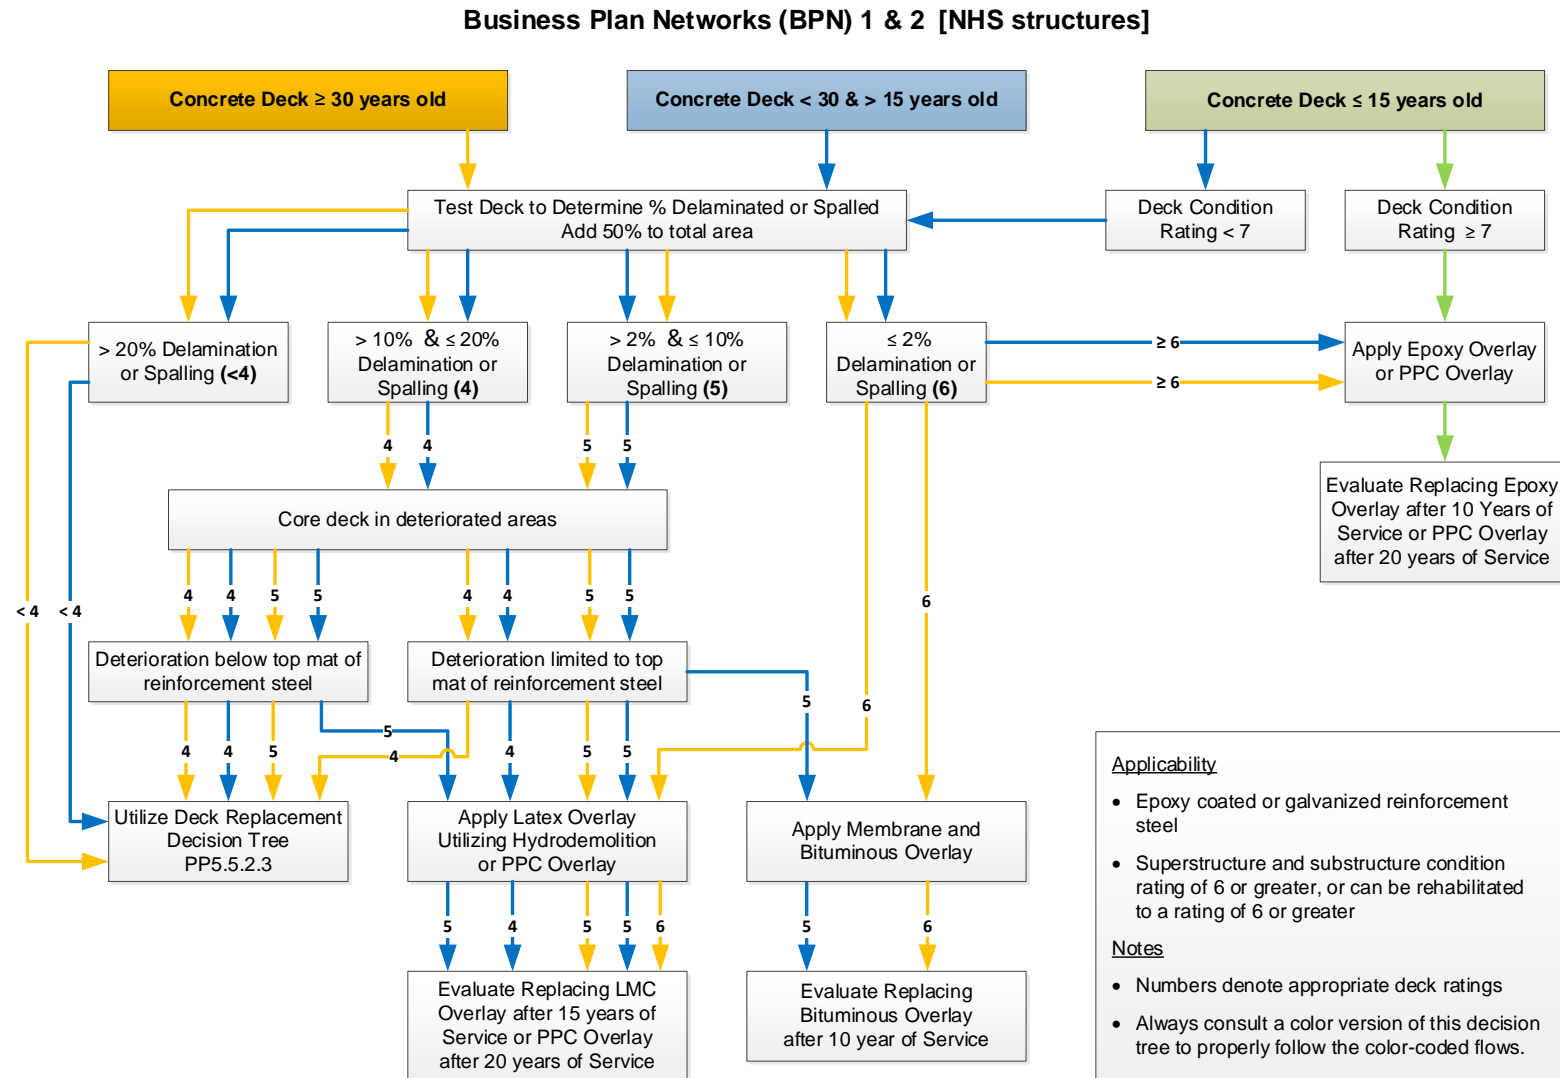 Business Plan Networks (BPN) 1 & 2  [NHS structures]
Concrete Deck ≥ 30 years old
Concrete Deck < 30 & > 15 years old
Concrete Deck ≤ 15 years old
Test Deck to Determine % Delaminated or Spalled
Add 50% to total area
Deck Condition
Rating < 7
Deck Condition
Rating  ≥ 7
> 20% Delamination
or Spalling (<4)
> 10%  & ≤ 20%
Delamination or
Spalling (4)
> 2%  & ≤ 10%
Delamination or
Spalling (5)
≤ 2%
Delamination or
Spalling (6)
≥ 6
≥ 6
Apply Epoxy Overlay
or PPC Overlay
4
4
5
5
Evaluate Replacing Epoxy
Overlay after 10 Years of
Service or PPC Overlay
after 20 years of Service
Core deck in deteriorated areas
< 4
< 4
4
4
5
5
4
4
5
5
6
Deterioration below top mat of
reinforcement steel
Deterioration limited to top
mat of reinforcement steel
5
6
5
4
4
4
5
4
5
5
Utilize Deck Replacement
Decision Tree
PP5.5.2.3
Apply Latex Overlay
Utilizing Hydrodemolition
or PPC Overlay
Apply Membrane and
Bituminous Overlay
5
4
5
5
6
5
6
Evaluate Replacing LMC
Overlay after 15 years of
Service or PPC Overlay
after 20 years of Service
Evaluate Replacing
Bituminous Overlay
after 10 year of Service
Applicability
• Epoxy coated or galvanized reinforcement
steel
• Superstructure and substructure condition
rating of 6 or greater, or can be rehabilitated
to a rating of 6 or greater
Notes
• Numbers denote appropriate deck ratings
• Always consult a color version of this decision
tree to properly follow the color-coded flows.